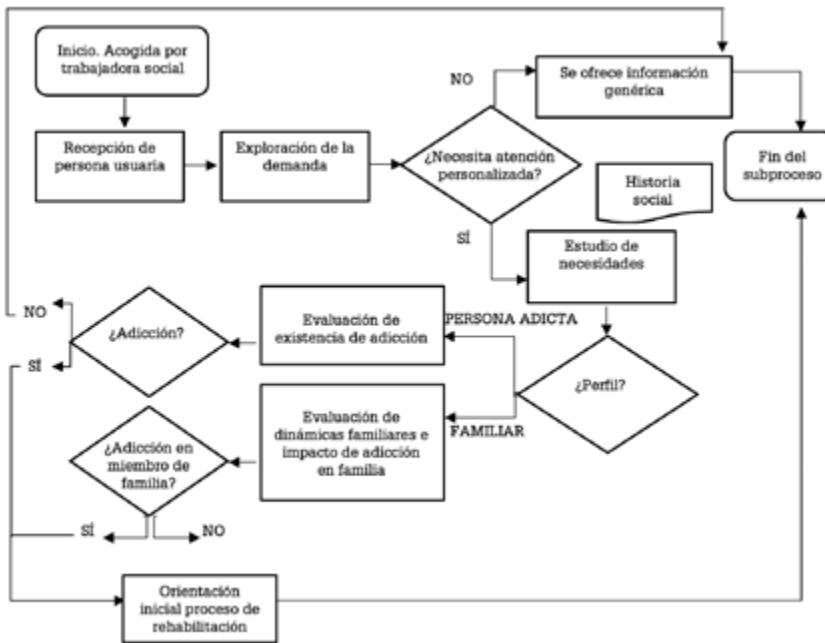 Inicio. Acogida por
trabajadora social
Recepción de
persona usuaria
Exploración de la
demanda
¿Necesita atención
personalizada?
NO
Se ofrece información
genérica
Fin del
subproceso
SÍ
Historia
social
Estudio de
necesidades
¿Perfil?
PERSONA ADICTA
Evaluación de
existencia de adicción
¿Adicción?
NO
SÍ
FAMILIAR
Evaluación de
dinámicas familiares e
impacto de adicción
en familia
¿Adicción en
miembro de
familia?
SÍ
NO
Orientación
inicial proceso de
rehabilitación